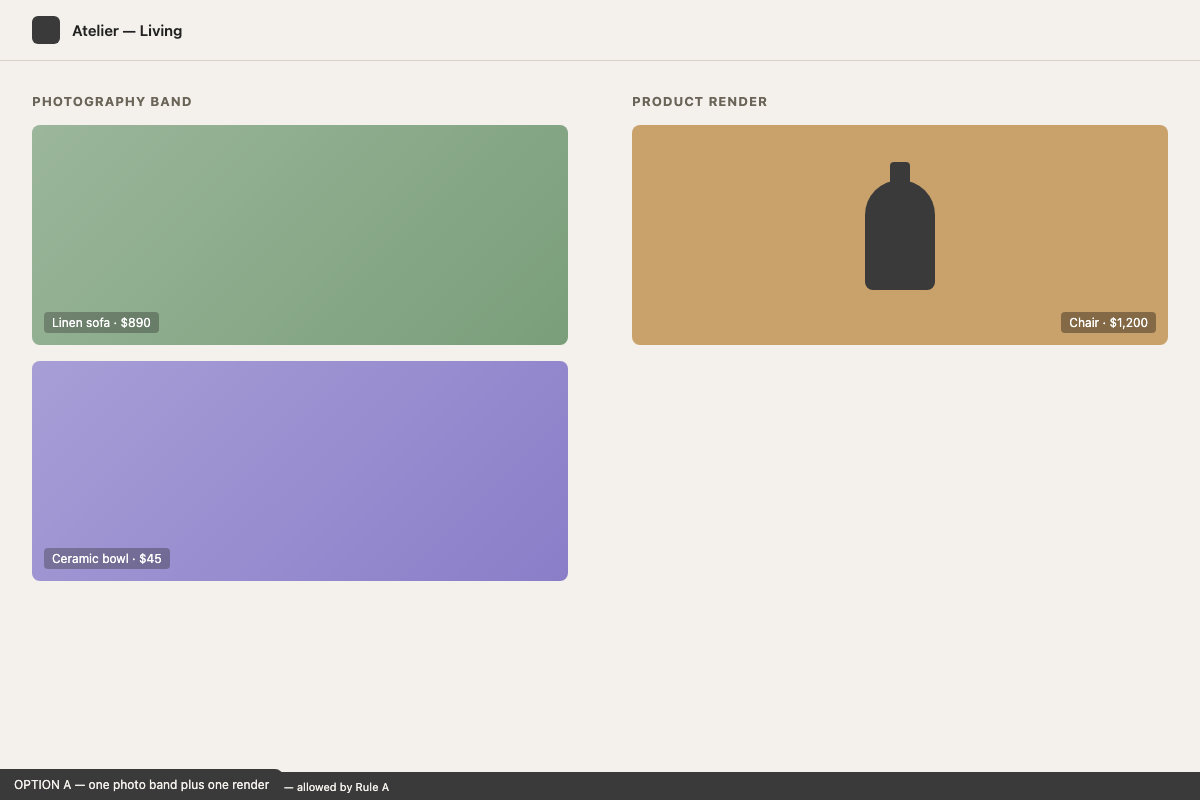 Atelier — Living
PHOTOGRAPHY BAND
Linen sofa · $890
Ceramic bowl · $45
PRODUCT RENDER
Chair · $1,200
OPTION A — one photo band plus one render
— allowed by Rule A